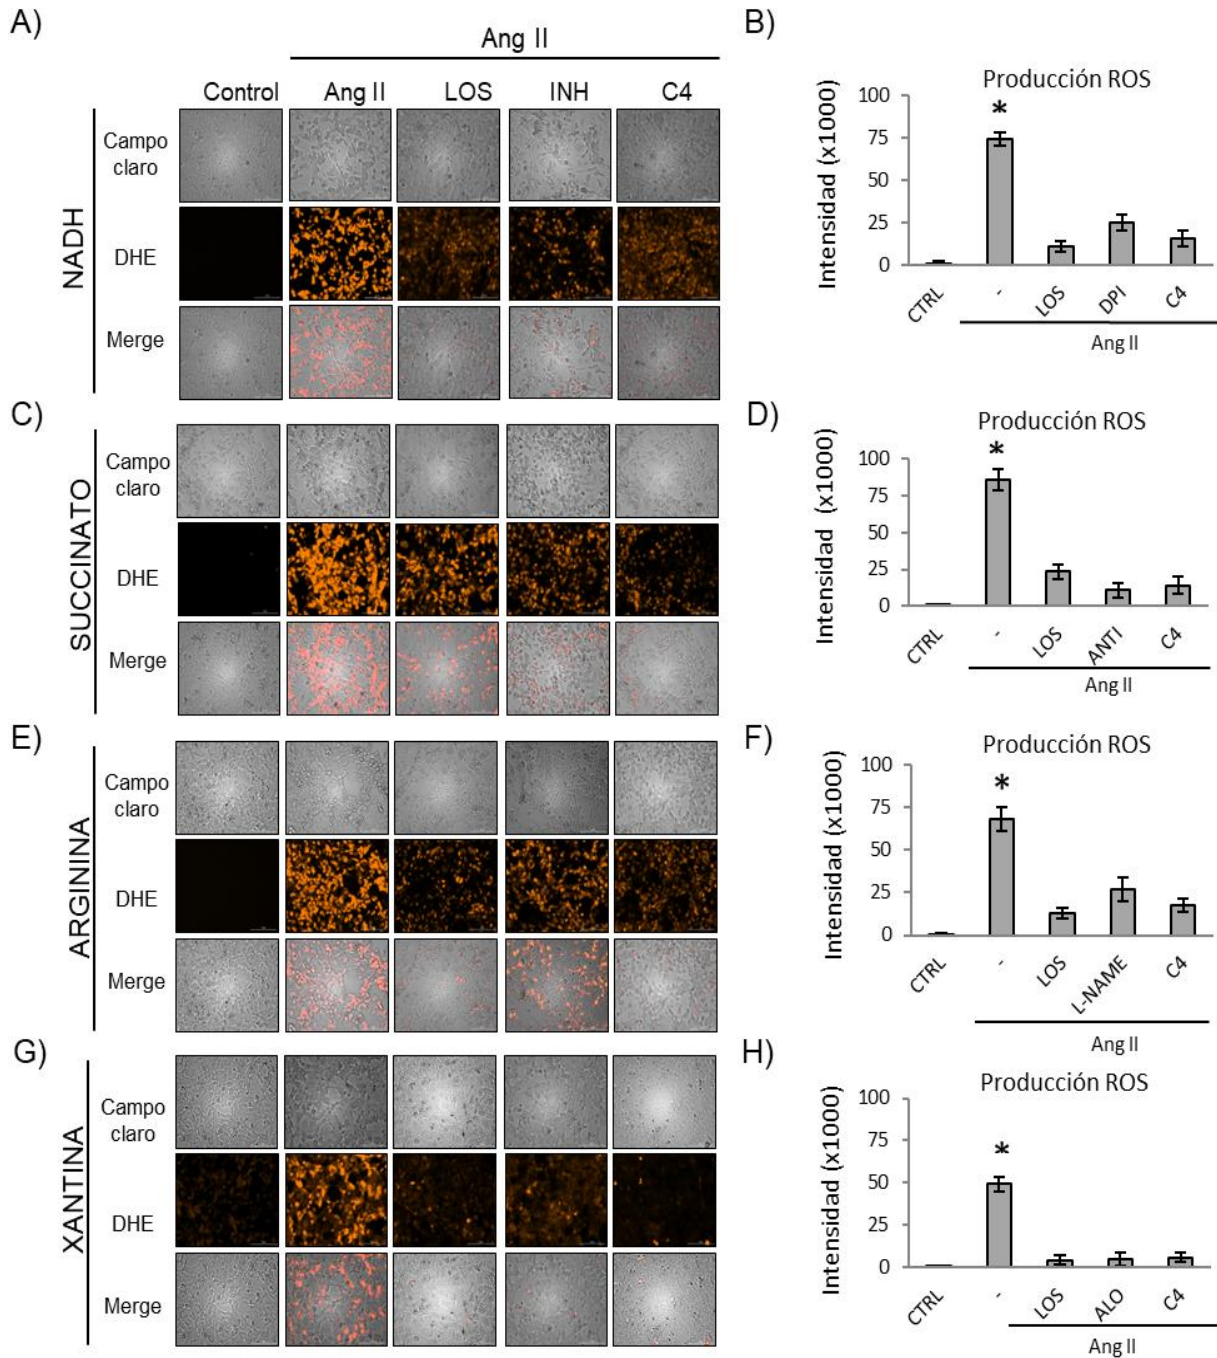 A)
Ang II
Control Ang II LOS INH C4
NADH
Campo
claro
DHE
Merge
B)
Producción ROS
Intensidad (x1000)
100
75
50
25
0
*
CTRL - LOS DPI C4
Ang II
C)
SUCCINATO
Campo
claro
DHE
Merge
D)
Producción ROS
Intensidad (x1000)
100
75
50
25
0
*
CTRL - LOS ANTI C4
Ang II
E)
ARGININA
Campo
claro
DHE
Merge
F)
Producción ROS
Intensidad (x1000)
100
75
50
25
0
*
CTRL - LOS L-NAME C4
Ang II
G)
XANTINA
Campo
claro
DHE
Merge
H)
Producción ROS
Intensidad (x1000)
100
75
50
25
0
*
CTRL - LOS ALO C4
Ang II